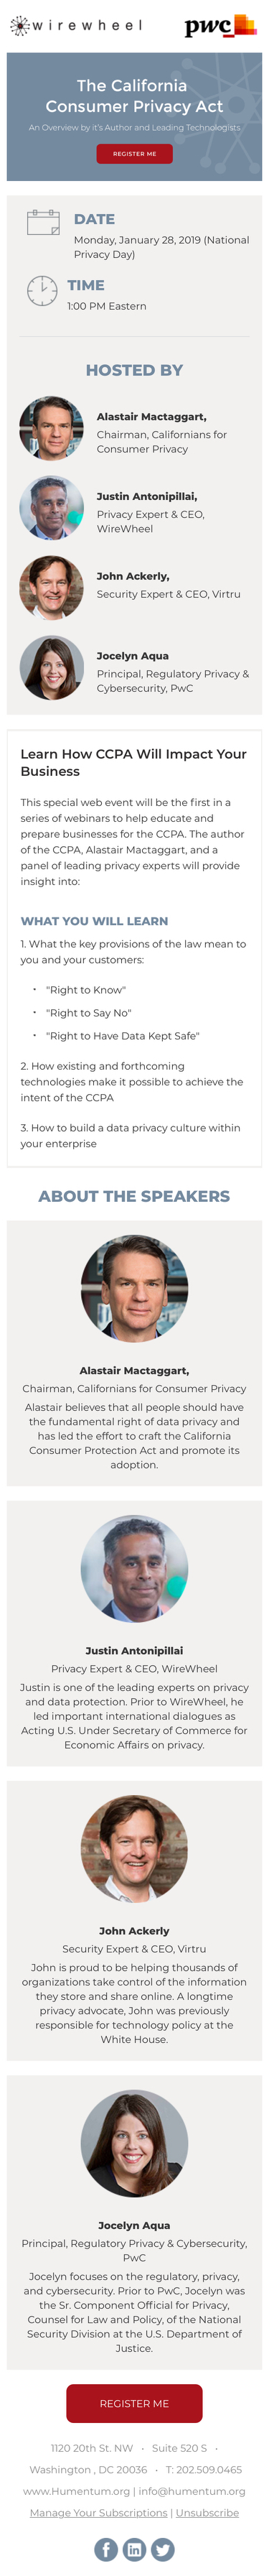 wirewheel
pwc
The California
Consumer Privacy Act
An Overview by it's Author and Leading Technologists
REGISTER ME
DATE
Monday, January 28, 2019 (National
Privacy Day)
TIME
1:00 PM Eastern
HOSTED BY
Alastair Mactaggart,
Chairman, Californians for
Consumer Privacy
Justin Antonipillai,
Privacy Expert & CEO,
WireWheel
John Ackerly,
Security Expert & CEO, Virtru
Jocelyn Aqua
Principal, Regulatory Privacy &
Cybersecurity, PwC
Learn How CCPA Will Impact Your
Business
This special web event will be the first in a
series of webinars to help educate and
prepare businesses for the CCPA. The author
of the CCPA, Alastair Mactaggart, and a
panel of leading privacy experts will provide
insight into:
WHAT YOU WILL LEARN
1. What the key provisions of the law mean to
you and your customers:
• "Right to Know"
• "Right to Say No"
• "Right to Have Data Kept Safe"
2. How existing and forthcoming
technologies make it possible to achieve the
intent of the CCPA
3. How to build a data privacy culture within
your enterprise
ABOUT THE SPEAKERS
Alastair Mactaggart,
Chairman, Californians for Consumer Privacy
Alastair believes that all people should have
the fundamental right of data privacy and
has led the effort to craft the California
Consumer Protection Act and promote its
adoption.
Justin Antonipillai
Privacy Expert & CEO, WireWheel
Justin is one of the leading experts on privacy
and data protection. Prior to WireWheel, he
led important international dialogues as
Acting U.S. Under Secretary of Commerce for
Economic Affairs on privacy.
John Ackerly
Security Expert & CEO, Virtru
John is proud to be helping thousands of
organizations take control of the information
they store and share online. A longtime
privacy advocate, John was previously
responsible for technology policy at the
White House.
Jocelyn Aqua
Principal, Regulatory Privacy & Cybersecurity,
PwC
Jocelyn focuses on the regulatory, privacy,
and cybersecurity. Prior to PwC, Jocelyn was
the Sr. Component Official for Privacy,
Counsel for Law and Policy, of the National
Security Division at the U.S. Department of
Justice.
REGISTER ME
1120 20th St. NW • Suite 520 S •
Washington , DC 20036 • T: 202.509.0465
www.Humentum.org | info@humentum.org
Manage Your Subscriptions | Unsubscribe